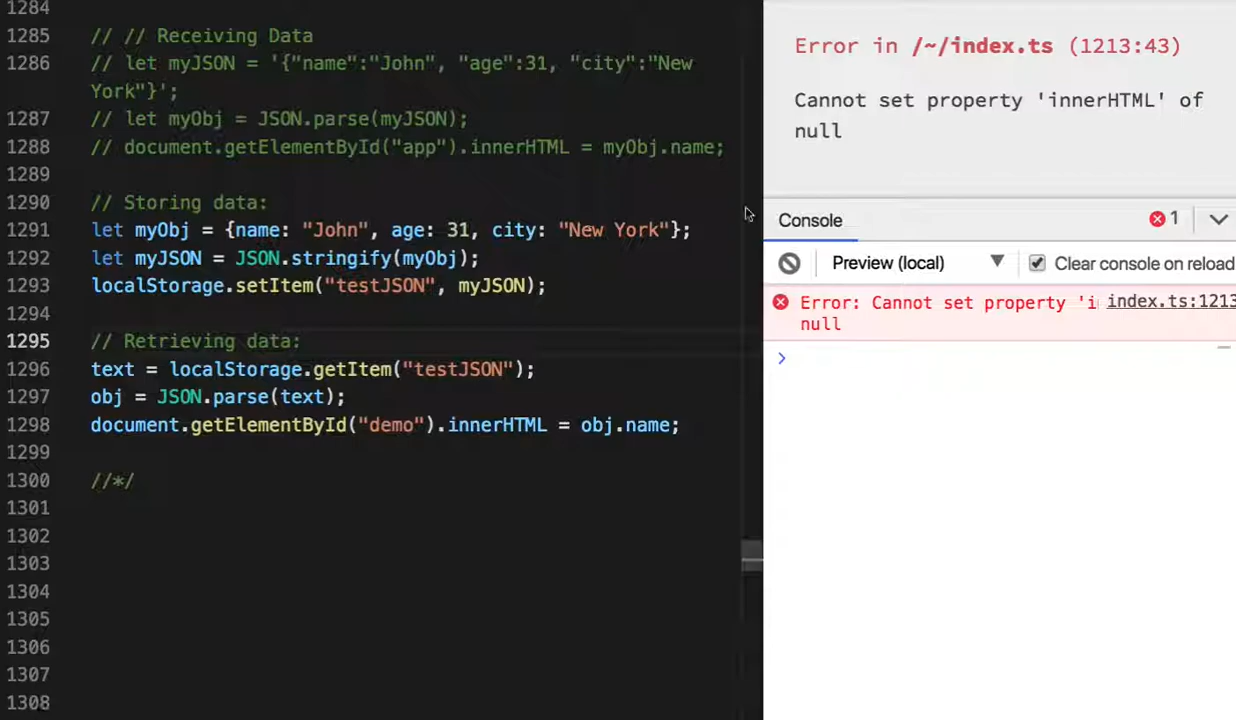 1284
1285 // // Receiving Data
1286 // let myJSON = '{"name":"John", "age":31, "city":"New
York"}';
1287 // let myObj = JSON.parse(myJSON);
1288 // document.getElementById("app").innerHTML = myObj.name;
1289
1290 // Storing data:
1291 let myObj = {name: "John", age: 31, city: "New York"};
1292 let myJSON = JSON.stringify(myObj);
1293 localStorage.setItem("testJSON", myJSON);
1294
1295 // Retrieving data:
1296 text = localStorage.getItem("testJSON");
1297 obj = JSON.parse(text);
1298 document.getElementById("demo").innerHTML = obj.name;
1299
1300 //*/
1301
1302
1303
1304
1305
1306
1307
1308
Error in /~/index.ts (1213:43)
Cannot set property 'innerHTML' of
null
Console 1
Preview (local) Clear console on reload
Error: Cannot set property 'i index.ts:1213
null